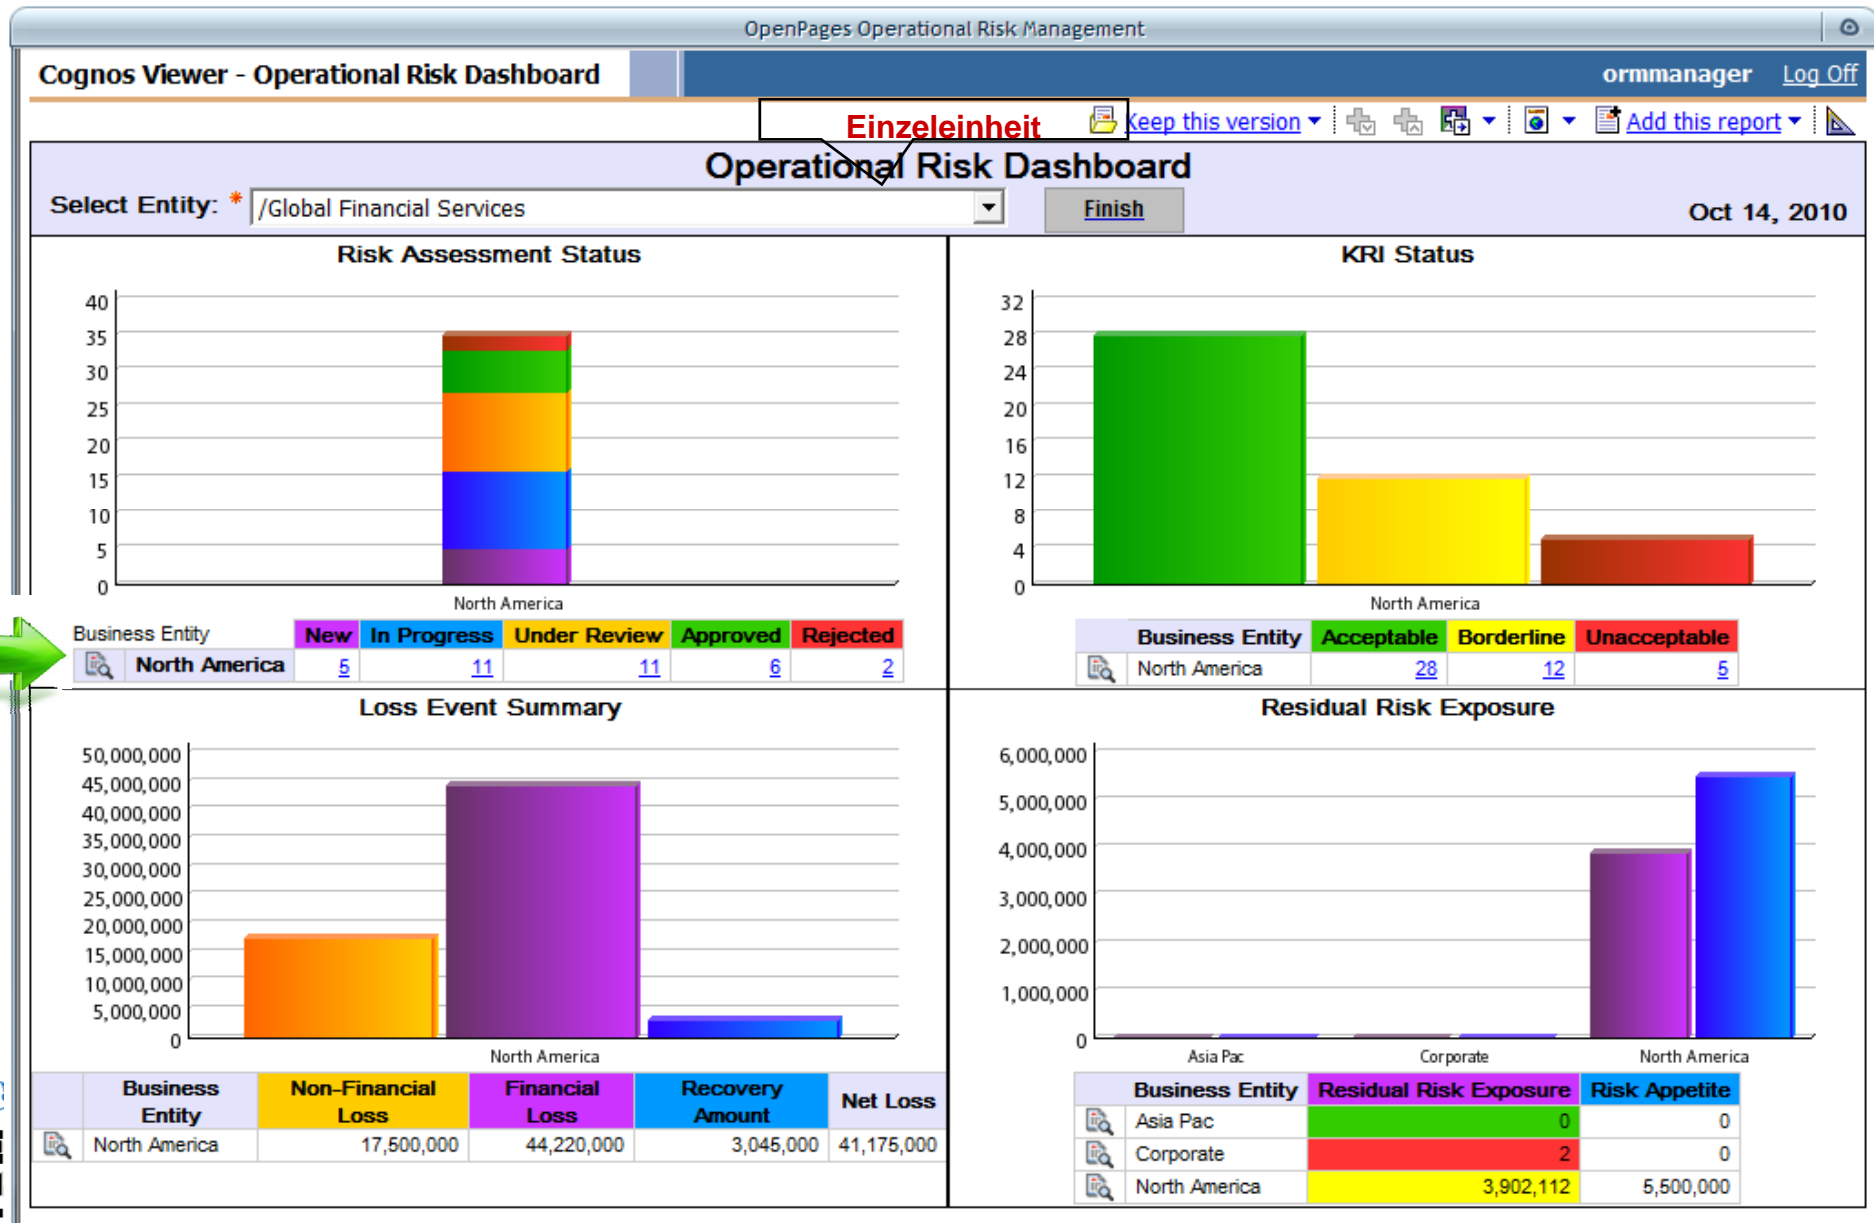 OpenPages Operational Risk Management
Cognos Viewer - Operational Risk Dashboard
ormmanager Log Off
Einzeleinheit
Keep this version Add this report
Operational Risk Dashboard
Select Entity: * /Global Financial Services Finish Oct 14, 2010
Risk Assessment Status
40
35
30
25
20
15
10
5
0
North America
Business Entity New In Progress Under Review Approved Rejected
North America 5 11 11 6 2
KRI Status
32
28
24
20
16
12
8
4
0
North America
Business Entity Acceptable Borderline Unacceptable
North America 28 12 5
Loss Event Summary
50,000,000
45,000,000
40,000,000
35,000,000
30,000,000
25,000,000
20,000,000
15,000,000
10,000,000
5,000,000
0
North America
Business Entity Non-Financial Loss Financial Loss Recovery Amount Net Loss
North America 17,500,000 44,220,000 3,045,000 41,175,000
Residual Risk Exposure
6,000,000
5,000,000
4,000,000
3,000,000
2,000,000
1,000,000
0
Asia Pac Corporate North America
Business Entity Residual Risk Exposure Risk Appetite
Asia Pac 0 0
Corporate 2 0
North America 3,902,112 5,500,000